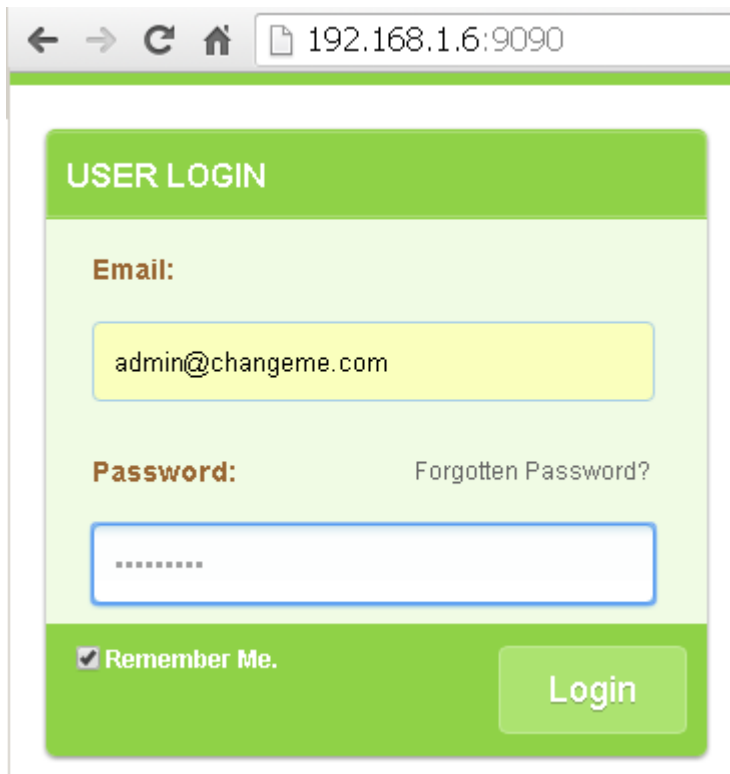 192.168.1.6:9090
USER LOGIN
Email:
admin@changeme.com
Password: Forgotten Password?
Remember Me.
Login